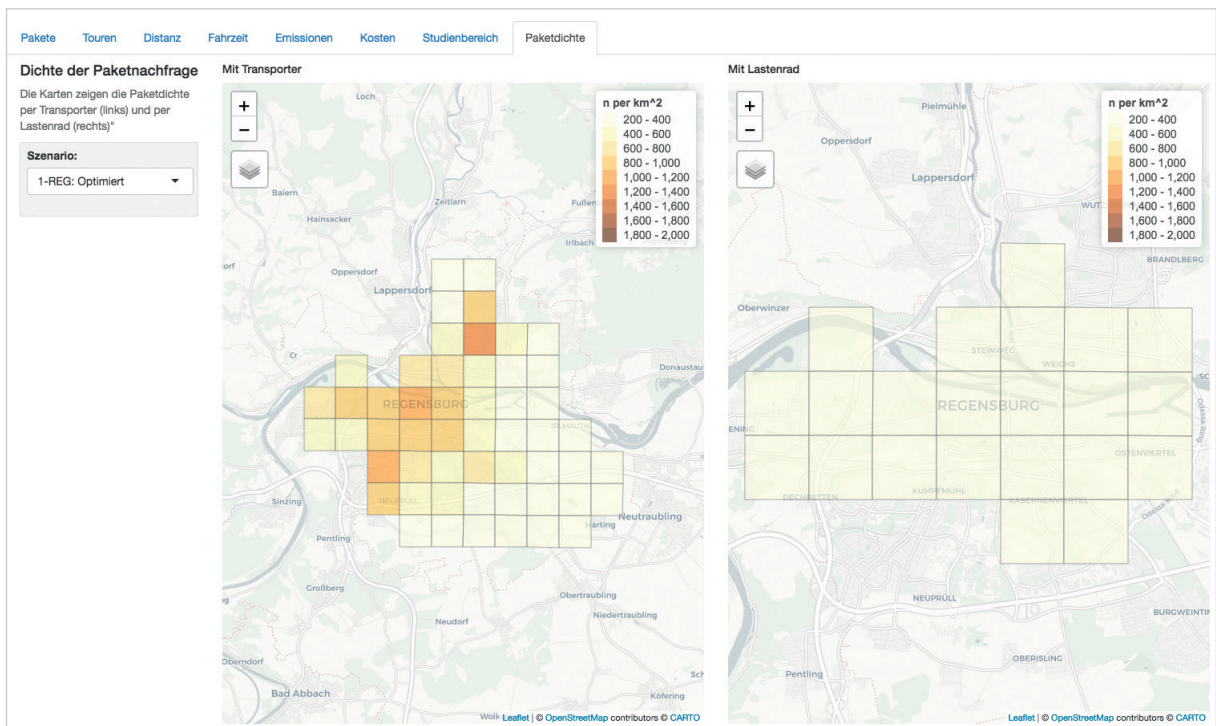 Pakete Touren Distanz Fahrzeit Emissionen Kosten Studienbereich Paketdichte
Dichte der Paketnachfrage
Die Karten zeigen die Paketdichte
per Transporter (links) und per
Lastenrad (rechts)"
Szenario:
1-REG: Optimiert
Mit Transporter
+
−
n per km^2
200 - 400
400 - 600
600 - 800
800 - 1,000
1,000 - 1,200
1,200 - 1,400
1,400 - 1,600
1,600 - 1,800
1,800 - 2,000
Loch
Baiern
Zeitlarn
Hainsacker
Irlbach
Oppersdorf
Lappersdorf
Donaustau
REGENSBURG
IRLMAUTH
Sinzing
NEUPRÜLL
Neutraubling
Harting
Pentling
Großberg
Obertraubling
Niedertraubling
Neudorf
Oberndorf
Bad Abbach
Köfering
Leaflet | © OpenStreetMap contributors © CARTO
Mit Lastenrad
+
−
n per km^2
200 - 400
400 - 600
600 - 800
800 - 1,000
1,000 - 1,200
1,200 - 1,400
1,400 - 1,600
1,600 - 1,800
1,800 - 2,000
Pielmühle
Oppersdorf
Lappersdorf
BRANDLBERG
Oberwinzer
STEINWEG
WEICHS
REGENSBURG
Odessa-Ring
OSTENVIERTEL
DECHBETTEN
KUMPFMÜHL
KASERNENVIERTEL
NEUPRÜLL
BURGWEINTIN
OBERISLING
Pentling
Leaflet | © OpenStreetMap contributors © CARTO